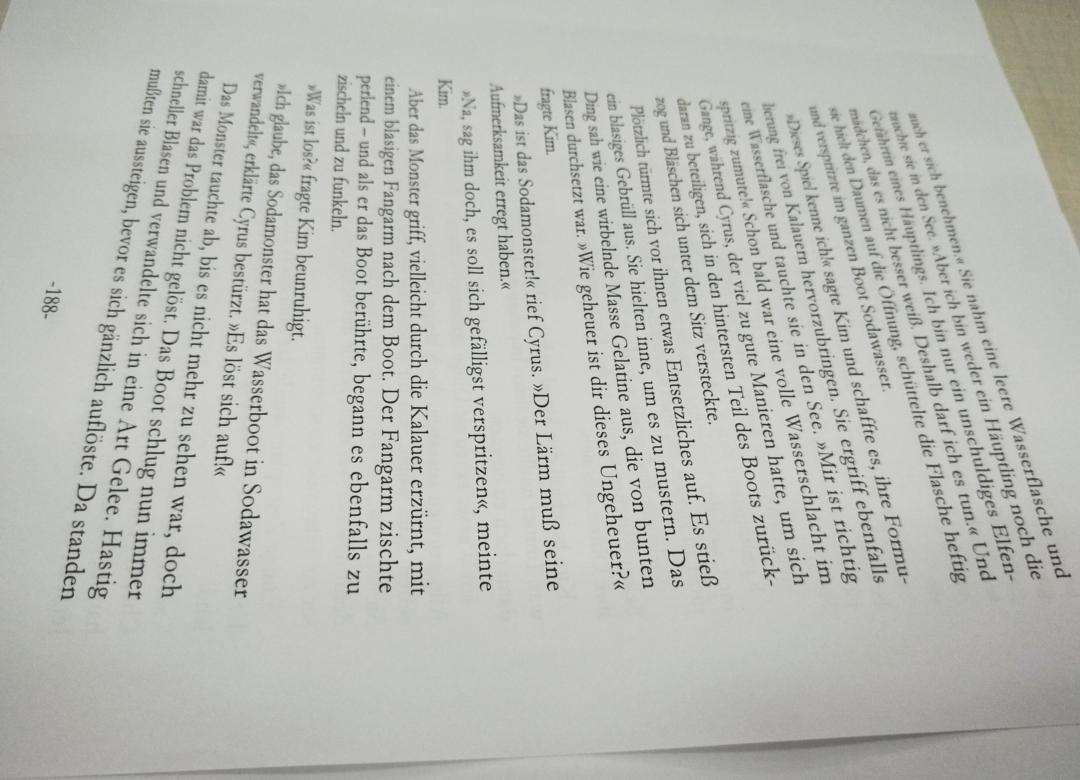 auch er sich benehmen.« Sie nahm eine leere Wasserflasche und
tauchte sie in den See. »Aber ich bin weder ein Häuptling noch die
Gefährtin eines Häuptlings. Ich bin nur ein unschuldiges Elfen-
mädchen, das es nicht besser weiß. Deshalb darf ich es tun.« Und
sie hielt den Daumen auf die Öffnung, schüttelte die Flasche heftig
und verspritzte im ganzen Boot Sodawasser.
»Dieses Spiel kenne ich!« sagte Kim und schaffte es, ihre Formu-
lierung frei von Kalauern hervorzubringen. Sie ergriff ebenfalls
eine Wasserflasche und tauchte sie in den See. »Mir ist richtig
spritzig zumute!« Schon bald war eine volle Wasserschlacht im
Gange, während Cyrus, der viel zu gute Manieren hatte, um sich
daran zu beteiligen, sich in den hintersten Teil des Boots zurück-
zog und Bläschen sich unter dem Sitz versteckte.
Plötzlich türmte sich vor ihnen etwas Entsetzliches auf. Es stieß
ein blasiges Gebrüll aus. Sie hielten inne, um es zu mustern. Das
Ding sah wie eine wirbelnde Masse Gelatine aus, die von bunten
Blasen durchsetzt war. »Wie geheuer ist dir dieses Ungeheuer?«
fragte Kim.
»Das ist das Sodamonster!« rief Cyrus. »Der Lärm muß seine
Aufmerksamkeit erregt haben.«
»Na, sag ihm doch, es soll sich gefälligst verspritzen«, meinte
Kim.
Aber das Monster griff, vielleicht durch die Kalauer erzürnt, mit
einem blasigen Fangarm nach dem Boot. Der Fangarm zischte
perlend – und als er das Boot berührte, begann es ebenfalls zu
zischeln und zu funkeln.
»Was ist los?« fragte Kim beunruhigt.
»Ich glaube, das Sodamonster hat das Wasserboot in Sodawasser
verwandelt«, erklärte Cyrus bestürzt. »Es löst sich auf!«
Das Monster tauchte ab, bis es nicht mehr zu sehen war, doch
damit war das Problem nicht gelöst. Das Boot schlug nun immer
schneller Blasen und verwandelte sich in eine Art Gelee. Hastig
mußten sie aussteigen, bevor es sich gänzlich auflöste. Da standen
-188-